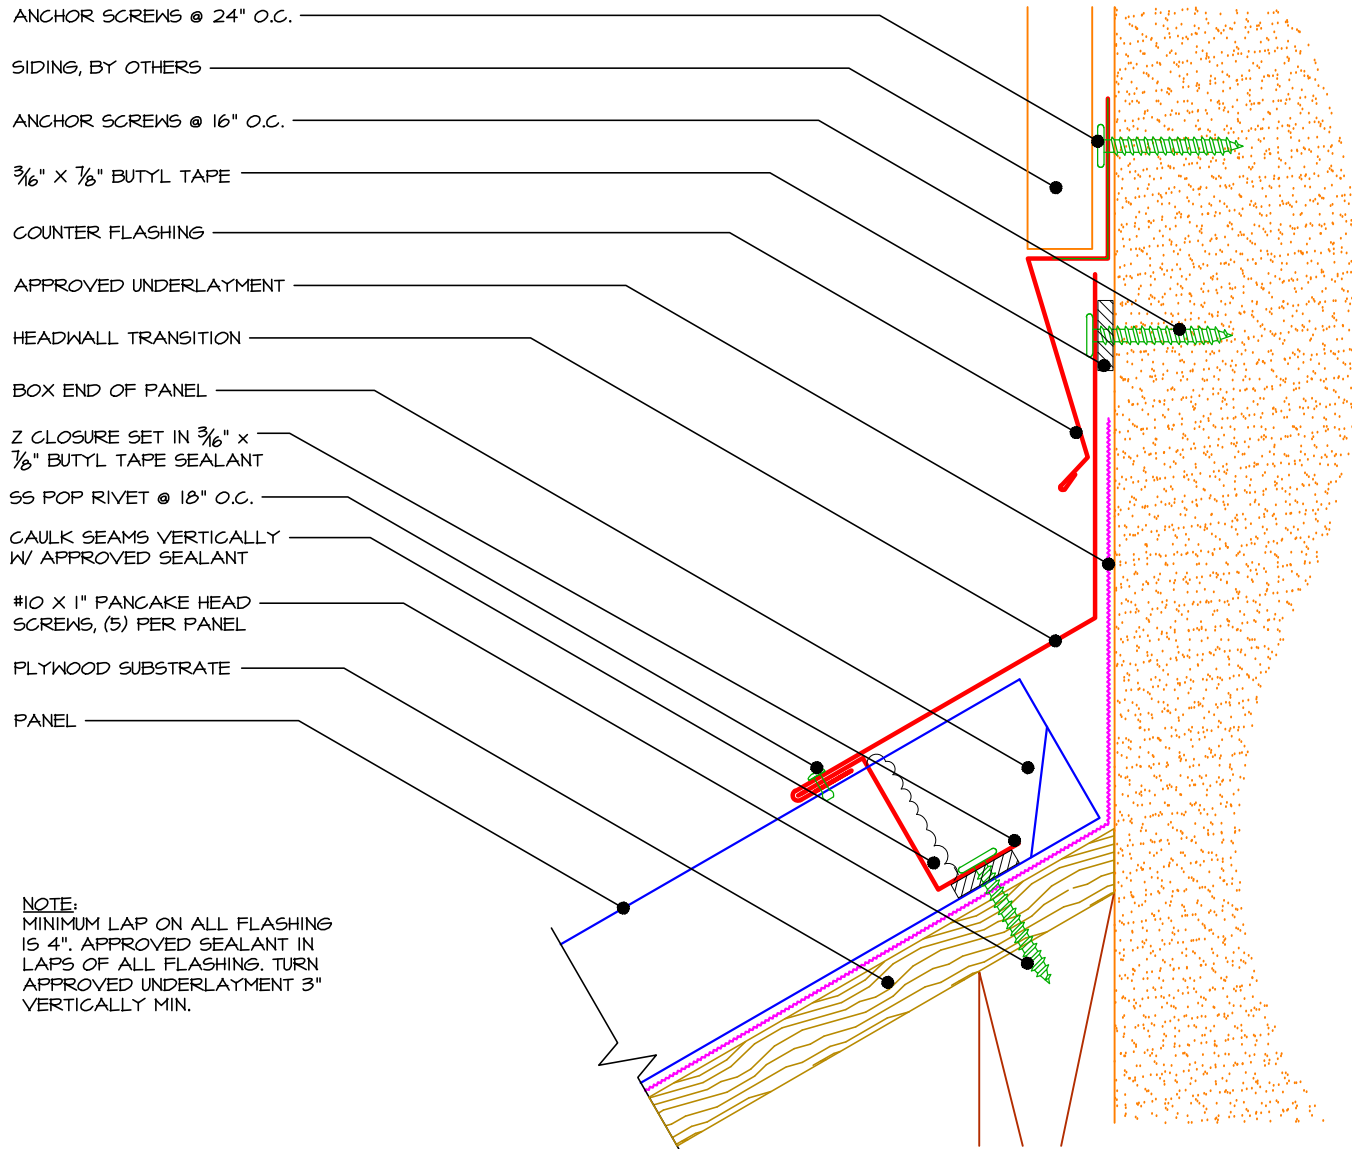 ANCHOR SCREWS @ 24" O.C.
SIDING, BY OTHERS
ANCHOR SCREWS @ 16" O.C.
3/16" X 7/8" BUTYL TAPE
COUNTER FLASHING
APPROVED UNDERLAYMENT
HEADWALL TRANSITION
BOX END OF PANEL
Z CLOSURE SET IN 3/16" x
7/8" BUTYL TAPE SEALANT
SS POP RIVET @ 18" O.C.
CAULK SEAMS VERTICALLY
W/ APPROVED SEALANT
#10 X 1" PANCAKE HEAD
SCREWS, (5) PER PANEL
PLYWOOD SUBSTRATE
PANEL
NOTE:
MINIMUM LAP ON ALL FLASHING
IS 4". APPROVED SEALANT IN
LAPS OF ALL FLASHING. TURN
APPROVED UNDERLAYMENT 3"
VERTICALLY MIN.